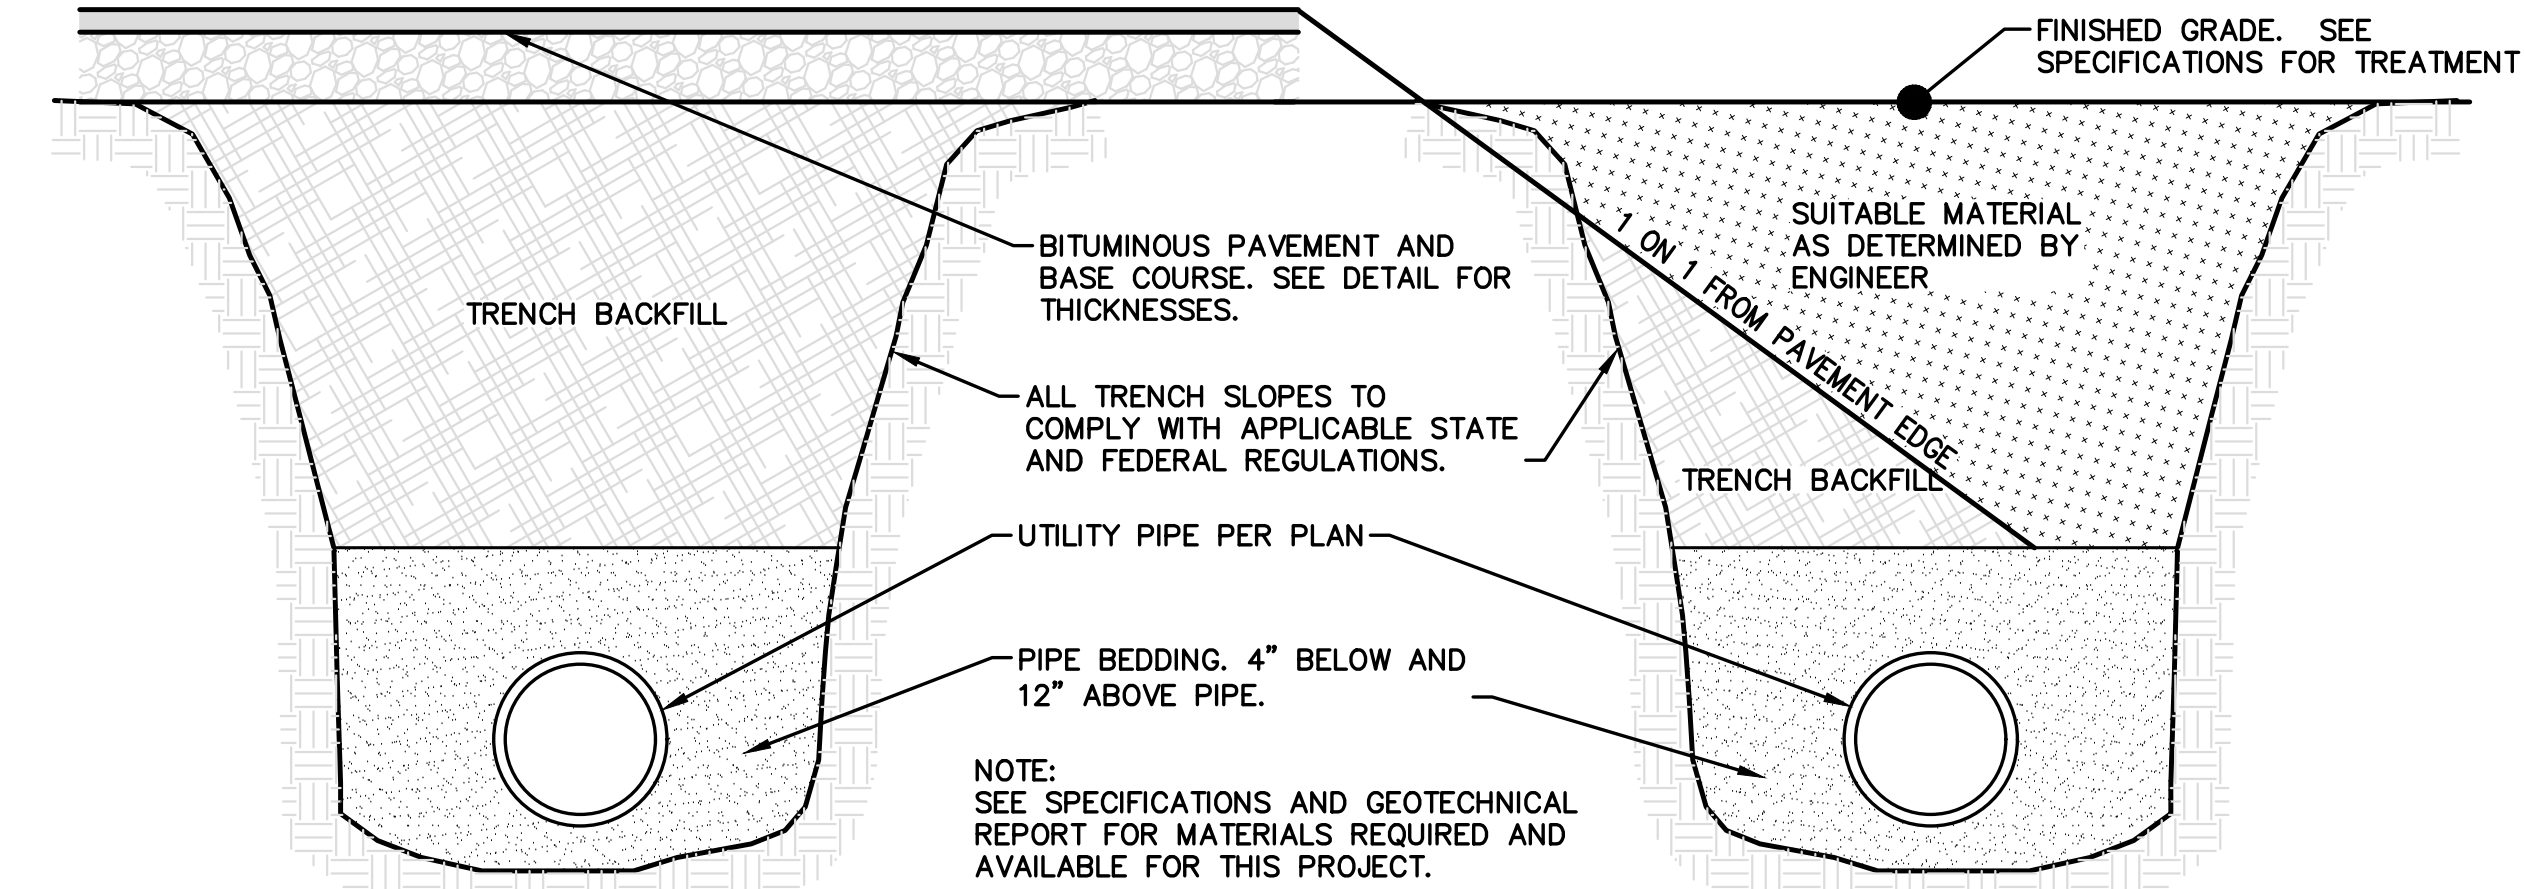 FINISHED GRADE. SEE
SPECIFICATIONS FOR TREATMENT
BITUMINOUS PAVEMENT AND
BASE COURSE. SEE DETAIL FOR
THICKNESSES.
SUITABLE MATERIAL
AS DETERMINED BY
ENGINEER
1 ON 1 FROM PAVEMENT EDGE
TRENCH BACKFILL
ALL TRENCH SLOPES TO
COMPLY WITH APPLICABLE STATE
AND FEDERAL REGULATIONS.
TRENCH BACKFILL
UTILITY PIPE PER PLAN
PIPE BEDDING. 4" BELOW AND
12" ABOVE PIPE.
NOTE:
SEE SPECIFICATIONS AND GEOTECHNICAL
REPORT FOR MATERIALS REQUIRED AND
AVAILABLE FOR THIS PROJECT.